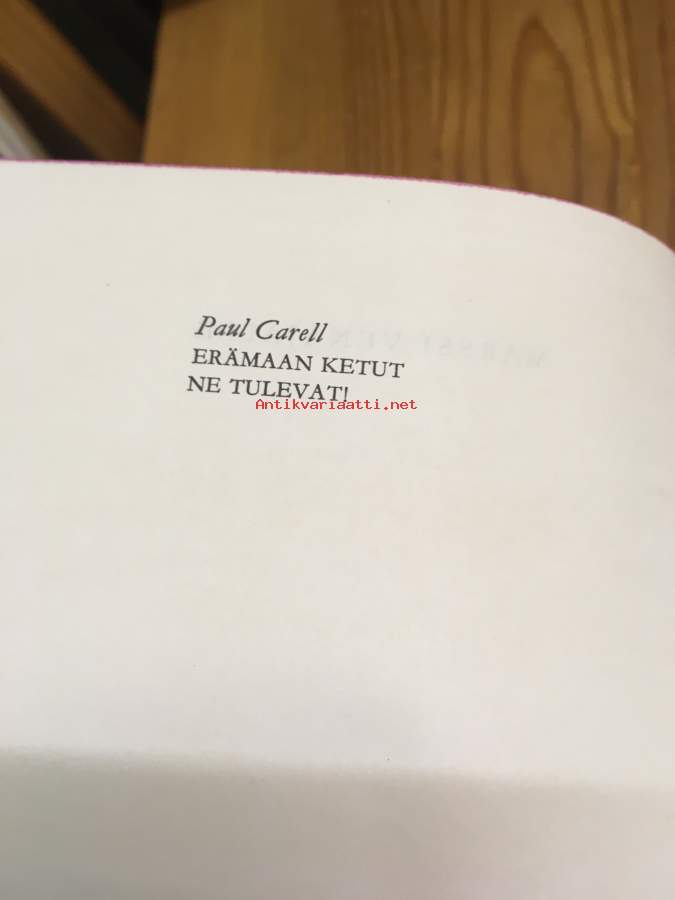 Paul Carell
ERÄMAAN KETUT
NE TULEVAT!
Antikvariaatti.net